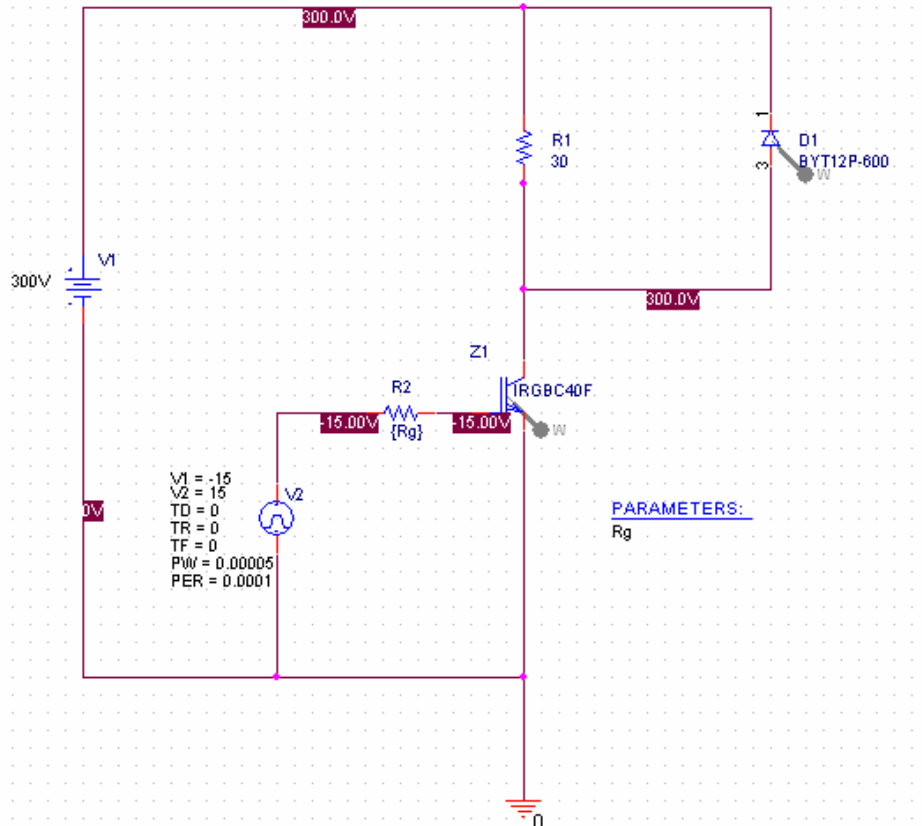 300.0V
1
R1
30
D1
BYT12P-600
3
W
V1
300V
300.0V
Z1
IRGBC40F
R2
{Rg}
-15.00V
-15.00V
W
V1 = -15
V2 = 15
TD = 0
TR = 0
TF = 0
PW = 0.00005
PER = 0.0001
V2
0V
PARAMETERS:
Rg
0